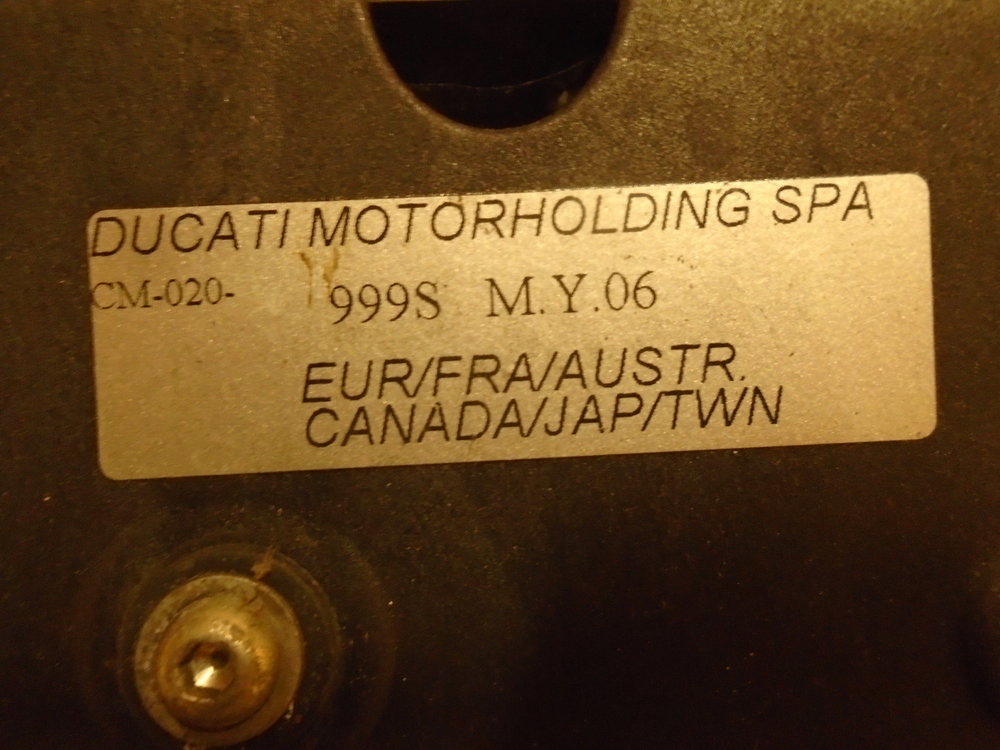 DUCATI MOTORHOLDING SPA
CM-020- 999S M.Y.06
EUR/FRA/AUSTR.
CANADA/JAP/TWN